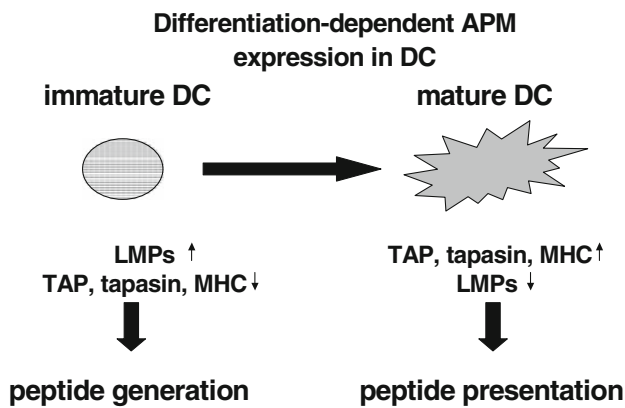 Differentiation-dependent APM
expression in DC
immature DC
mature DC
LMPs ↑
TAP, tapasin, MHC ↓
TAP, tapasin, MHC ↑
LMPs ↓
peptide generation
peptide presentation